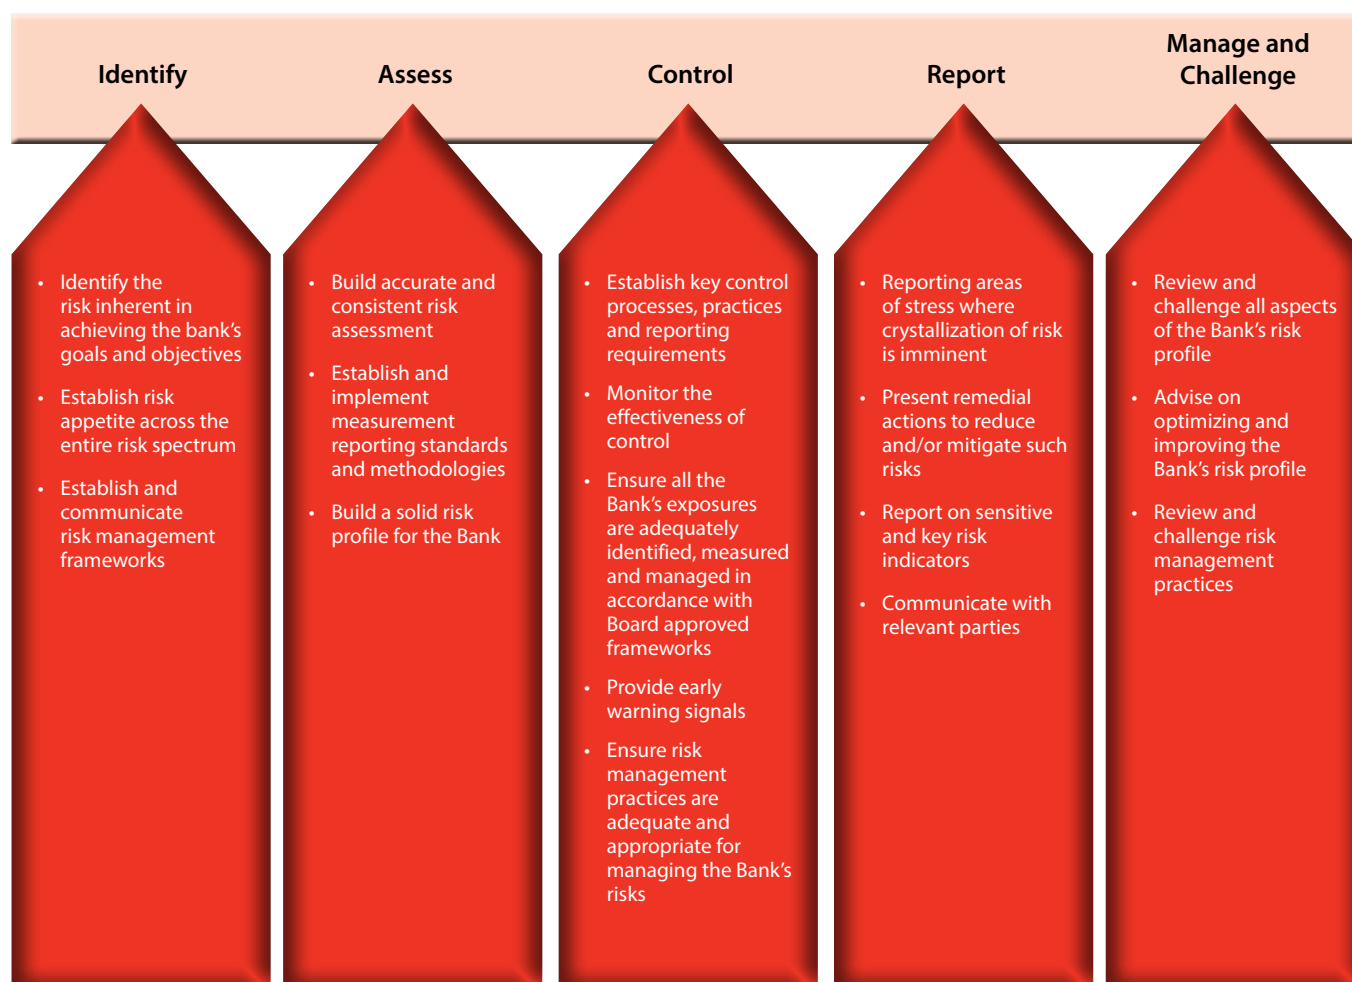 Identify
Assess
Control
Report
Manage and
Challenge
• Identify the
risk inherent in
achieving the bank’s
goals and objectives
• Establish risk
appetite across the
entire risk spectrum
• Establish and
communicate
risk management
frameworks
• Build accurate and
consistent risk
assessment
• Establish and
implement
measurement
reporting standards
and methodologies
• Build a solid risk
profile for the Bank
• Establish key control
processes, practices
and reporting
requirements
• Monitor the
effectiveness of
control
• Ensure all the
Bank’s exposures
are adequately
identified, measured
and managed in
accordance with
Board approved
frameworks
• Provide early
warning signals
• Ensure risk
management
practices are
adequate and
appropriate for
managing the Bank’s
risks
• Reporting areas
of stress where
crystallization of risk
is imminent
• Present remedial
actions to reduce
and/or mitigate such
risks
• Report on sensitive
and key risk
indicators
• Communicate with
relevant parties
• Review and
challenge all aspects
of the Bank’s risk
profile
• Advise on
optimizing and
improving the
Bank’s risk profile
• Review and
challenge risk
management
practices